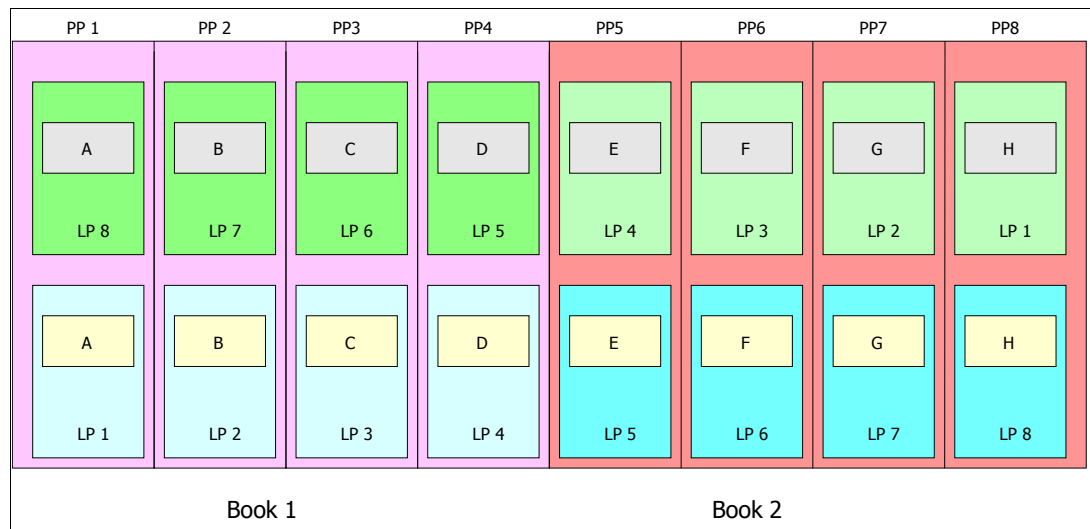 PP 1 PP 2 PP3 PP4 PP5 PP6 PP7 PP8
A B C D E F G H
LP 8 LP 7 LP 6 LP 5 LP 4 LP 3 LP 2 LP 1
A B C D E F G H
LP 1 LP 2 LP 3 LP 4 LP 5 LP 6 LP 7 LP 8
Book 1 Book 2